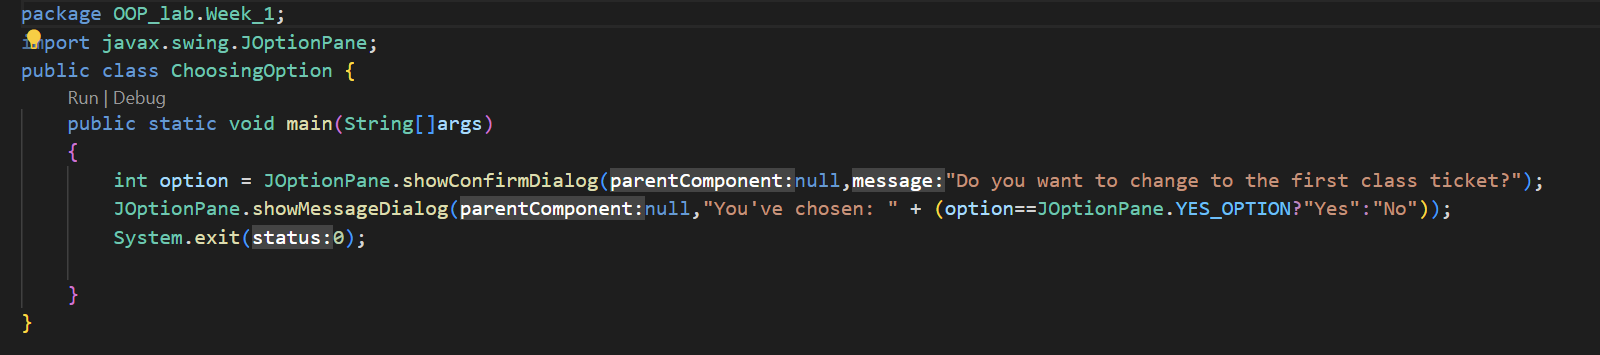 package OOP_lab.Week_1;
import javax.swing.JOptionPane;
public class ChoosingOption {
Run | Debug
public static void main(String[]args)
{
int option = JOptionPane.showConfirmDialog(parentComponent:null,message:"Do you want to change to the first class ticket?");
JOptionPane.showMessageDialog(parentComponent:null,"You've chosen: " + (option==JOptionPane.YES_OPTION?"Yes":"No"));
System.exit(status:0);
}
}